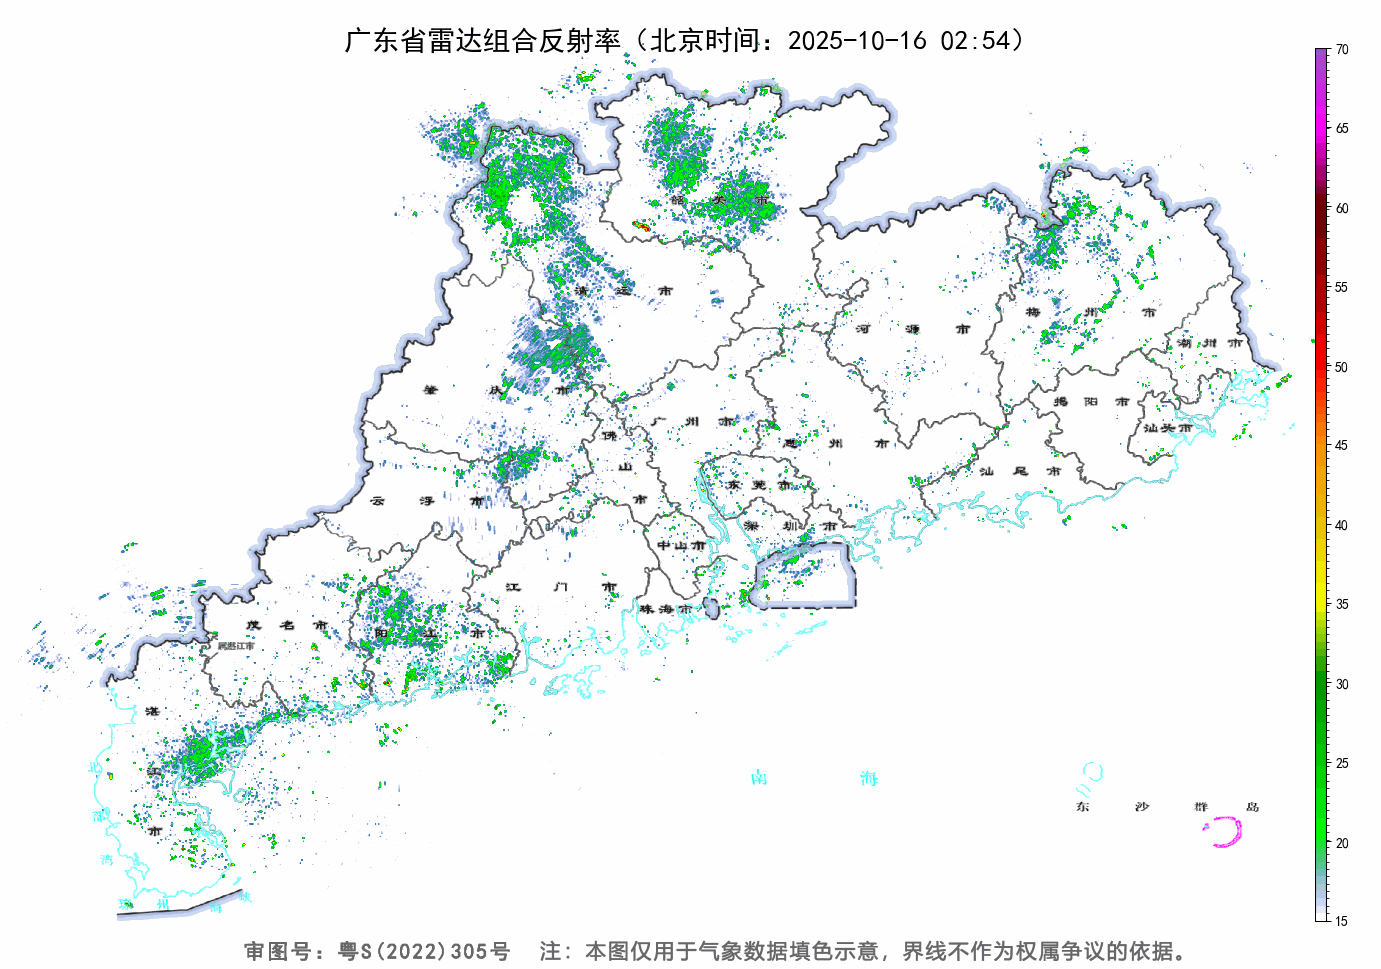 广东省雷达组合反射率（北京时间：2025-10-16 02:54）
70
65
60
55
50
45
40
35
30
25
20
15
韶关市
清远市
河源市
梅州市
潮州市
肇庆市
广州市
揭阳市
汕头市
佛山市
惠州市
汕尾市
云浮市
东莞市
深圳市
中山市
江门市
珠海市
茂名市
阳江市
属湛江市
湛江市
北部湾
琼州海峡
南海
东沙群岛
审图号：粤S(2022)305号 注：本图仅用于气象数据填色示意，界线不作为权属争议的依据。